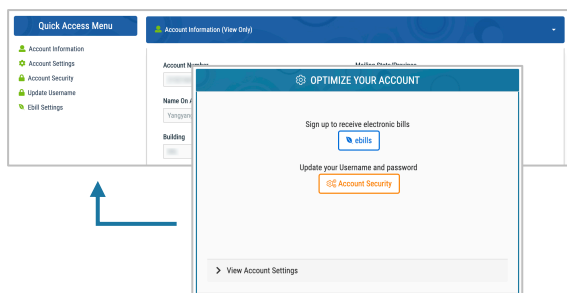 Quick Access Menu
Account Information
Account Settings
Account Security
Update Username
Ebill Settings
Account Information (View Only)
Account Number
Mailing State/Province
Name On A
Yangyang
Building
OPTIMIZE YOUR ACCOUNT
Sign up to receive electronic bills
ebills
Update your Username and password
Account Security
View Account Settings